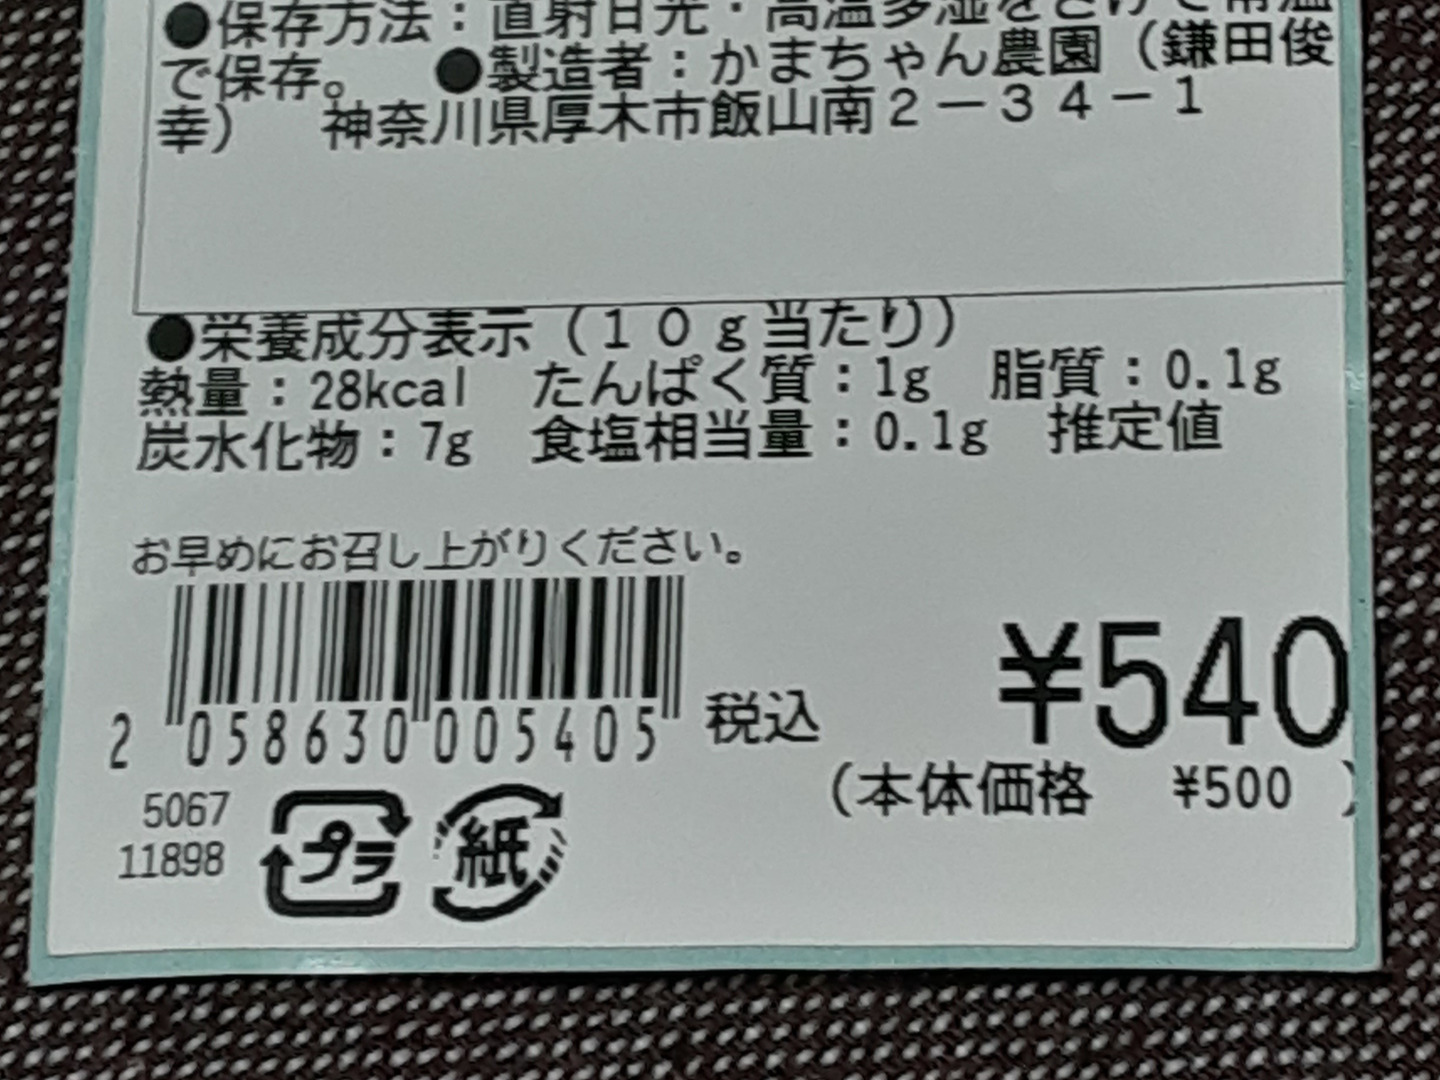 ●保存方法：直射日光・高温多湿をさけて常温
で保存。　●製造者：かまちゃん農園（鎌田俊
幸）　神奈川県厚木市飯山南２－３４－１
●栄養成分表示（１０ｇ当たり）
熱量：28kcal　たんぱく質：1g　脂質：0.1g
炭水化物：7g　食塩相当量：0.1g　推定値
お早めにお召し上がりください。
2 058630 005405
税込　¥540
（本体価格　¥500）
5067
11898
プラ 紙